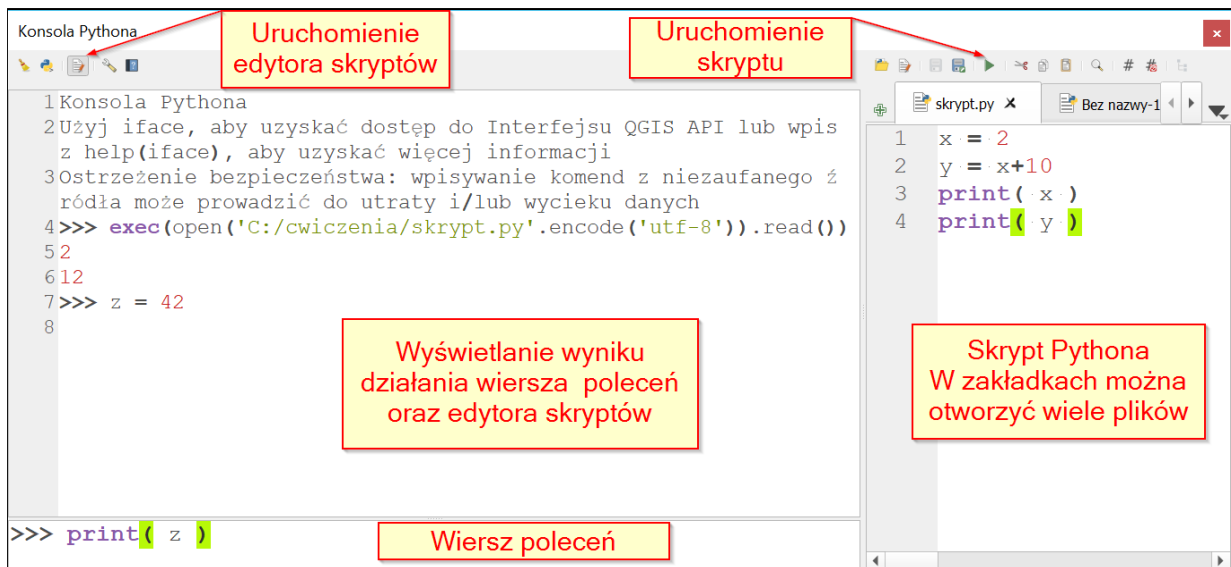 Konsola Pythona
Uruchomienie
edytora skryptów
Uruchomienie
skryptu
1 Konsola Pythona
2 Użyj iface, aby uzyskać dostęp do Interfejsu QGIS API lub wpis
z help(iface), aby uzyskać więcej informacji
3 Ostrzeżenie bezpieczeństwa: wpisywanie komend z niezaufanego ź
ródła może prowadzić do utraty i/lub wycieku danych
4 >>> exec(open('C:/cwiczenia/skrypt.py'.encode('utf-8')).read())
5 2
6 12
7 >>> z = 42
8
Wyświetlanie wyniku
działania wiersza poleceń
oraz edytora skryptów
>>> print( z )
Wiersz poleceń
skrypt.py
Bez nazwy-1
1 x = 2
2 y = x+10
3 print( x )
4 print( y )
Skrypt Pythona
W zakładkach można
otworzyć wiele plików